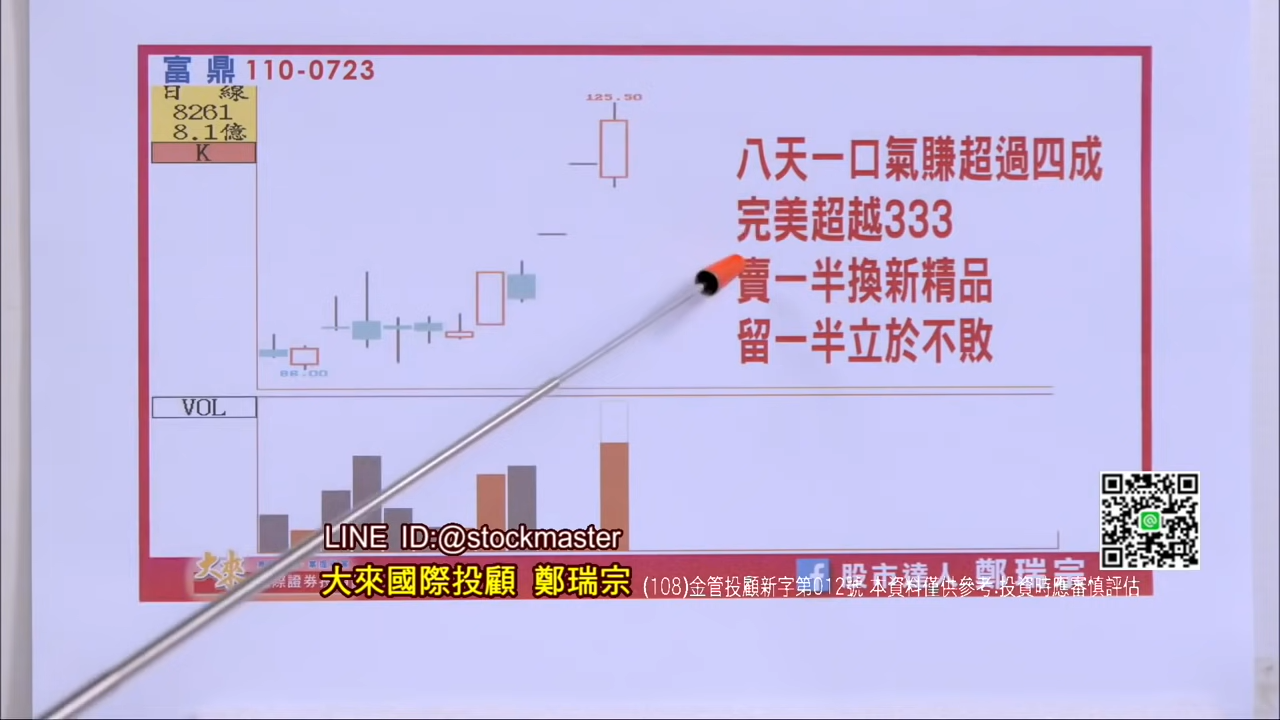 富鼎 110-0723
日線
8261
8.1億
K
125.50
86.00
八天一口氣賺超過四成
完美超越333
賣一半換新精品
留一半立於不敗
VOL
LINE ID:@stockmaster
大來
股市達人 鄭瑞宗
大來國際投顧 鄭瑞宗
(108)金管投顧新字第012號 本資料僅供參考.投資時應審慎評估